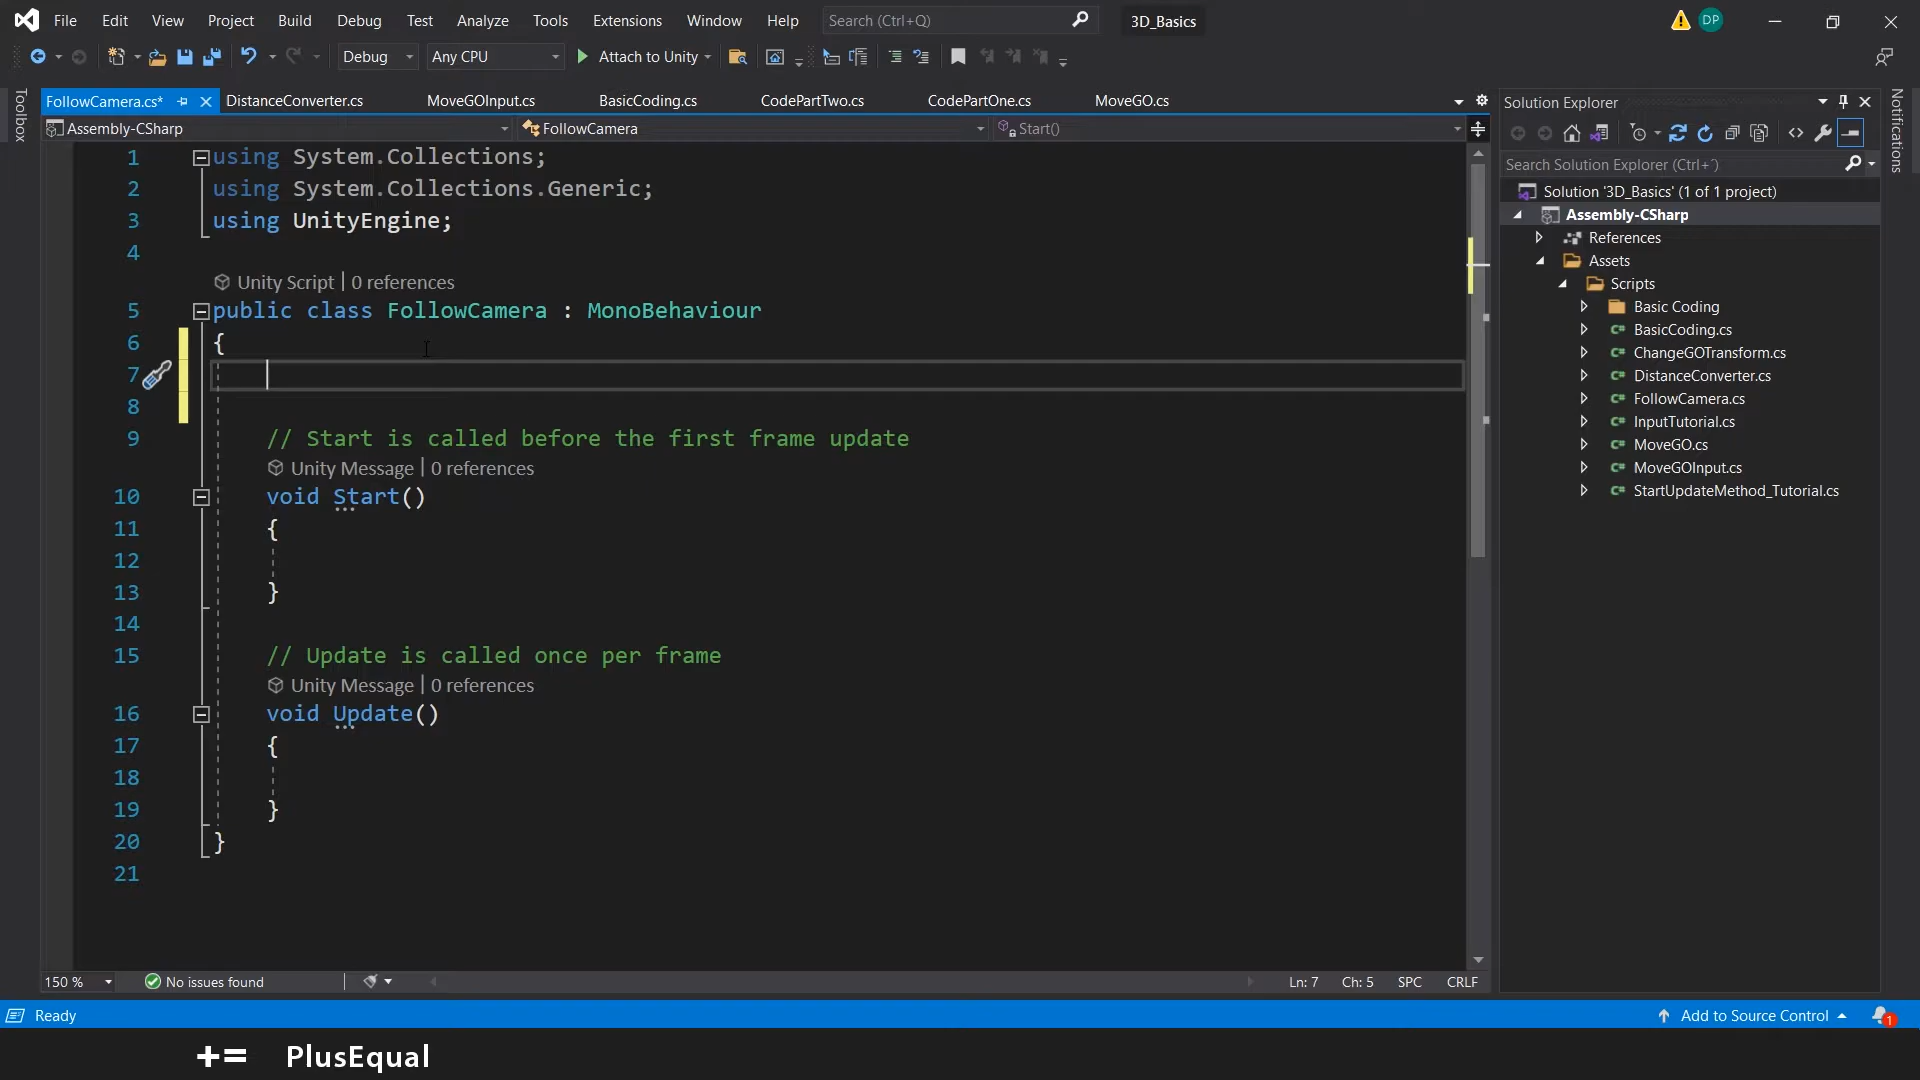 File Edit View Project Build Debug Test Analyze Tools Extensions Window Help Search (Ctrl+Q) 3D_Basics DP
Debug Any CPU Attach to Unity
Toolbox
FollowCamera.cs* DistanceConverter.cs MoveGOInput.cs BasicCoding.cs CodePartTwo.cs CodePartOne.cs MoveGO.cs
Assembly-CSharp FollowCamera Start()
1 using System.Collections;
2 using System.Collections.Generic;
3 using UnityEngine;
4
Unity Script | 0 references
5 public class FollowCamera : MonoBehaviour
6 {
7
8
9 // Start is called before the first frame update
Unity Message | 0 references
10 void Start()
11 {
12
13 }
14
15 // Update is called once per frame
Unity Message | 0 references
16 void Update()
17 {
18
19 }
20 }
21
150 % No issues found Ln: 7 Ch: 5 SPC CRLF
Solution Explorer
Search Solution Explorer (Ctrl+´)
Solution '3D_Basics' (1 of 1 project)
Assembly-CSharp
References
Assets
Scripts
Basic Coding
C# BasicCoding.cs
C# ChangeGOTransform.cs
C# DistanceConverter.cs
C# FollowCamera.cs
C# InputTutorial.cs
C# MoveGO.cs
C# MoveGOInput.cs
C# StartUpdateMethod_Tutorial.cs
Notifications
Ready Add to Source Control 1
+= PlusEqual